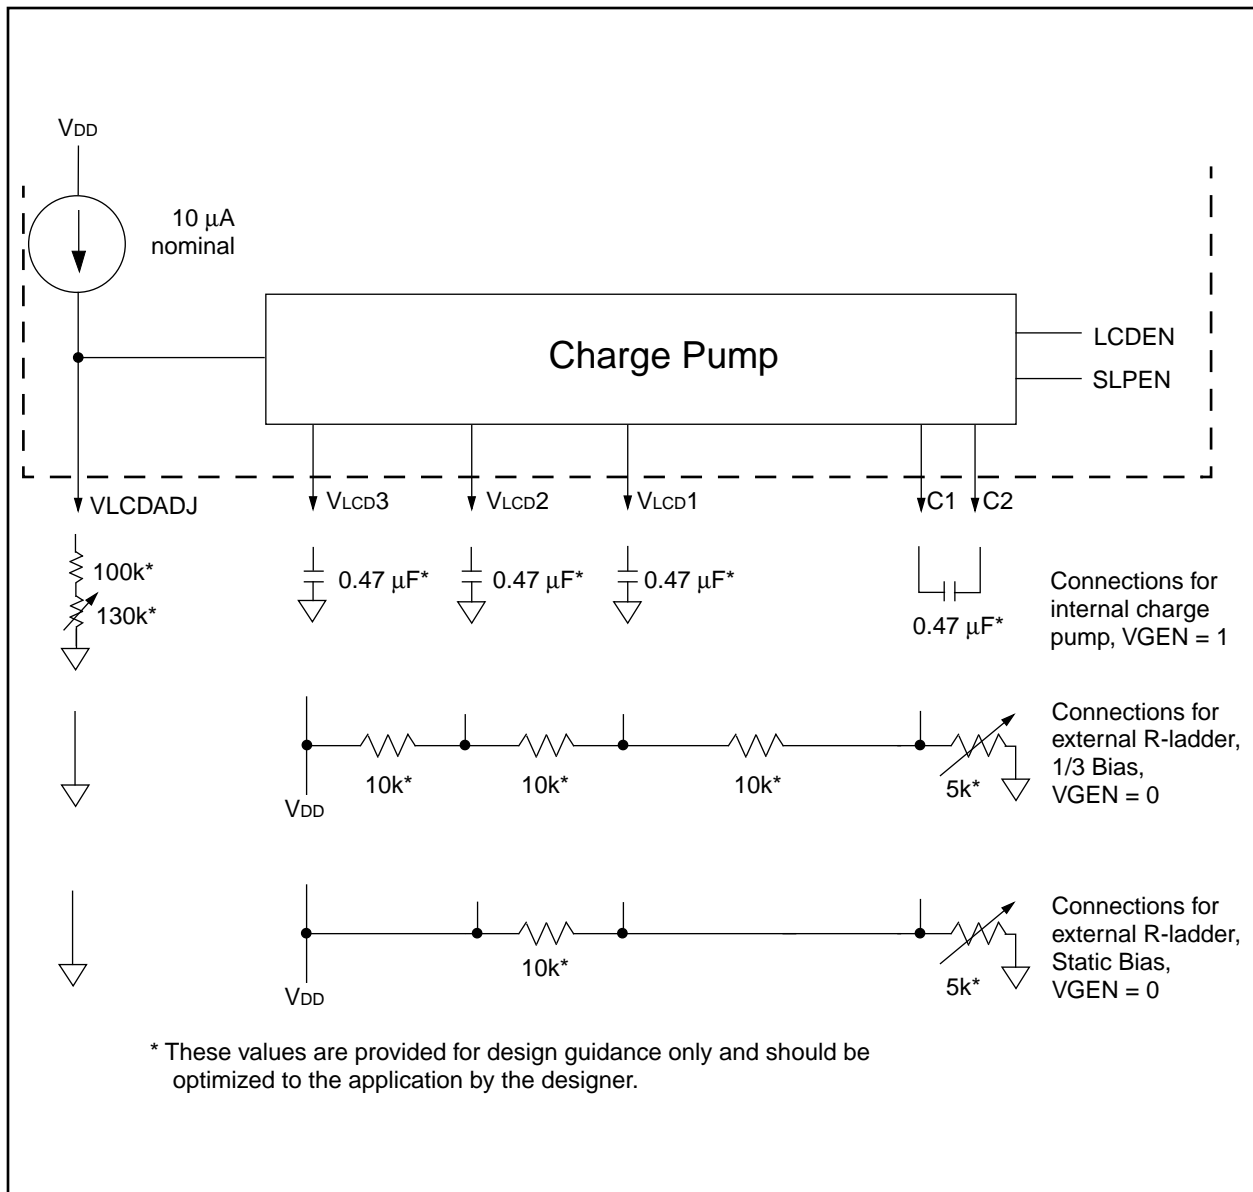 VDD
10 μA
nominal
Charge Pump
LCDEN
SLPEN
VLCDADJ
VLCD3
VLCD2
VLCD1
C1
C2
100k*
130k*
0.47 μF*
0.47 μF*
0.47 μF*
0.47 μF*
Connections for
internal charge
pump, VGEN = 1
10k*
10k*
10k*
5k*
VDD
Connections for
external R-ladder,
1/3 Bias,
VGEN = 0
10k*
5k*
VDD
Connections for
external R-ladder,
Static Bias,
VGEN = 0
* These values are provided for design guidance only and should be
optimized to the application by the designer.